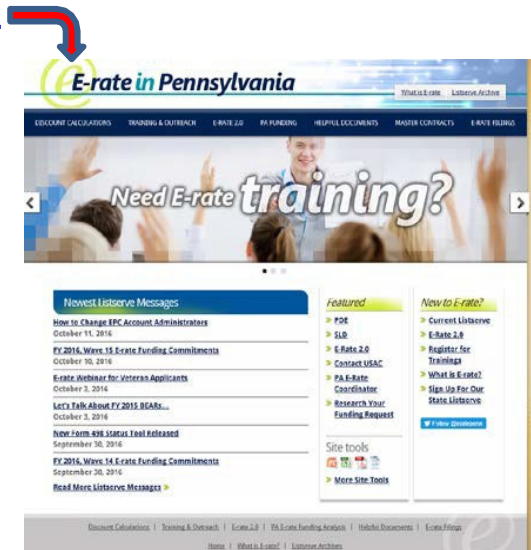 E-rate in Pennsylvania
What is E-rate Listserve Archive
DISCOUNT CALCULATIONS TRAINING & OUTREACH E-RATE 2.0 PA FUNDING HELPFUL DOCUMENTS MASTER CONTRACTS E-RATE FILINGS
Need E-rate training?
Newest Listserve Messages
How to Change EPC Account Administrators
October 11, 2016
FY 2016, Wave 15 E-rate Funding Commitments
October 10, 2016
E-rate Webinar for Veteran Applicants
October 3, 2016
Let's Talk About FY 2015 BEARs...
October 3, 2016
New Form 498 Status Tool Released
September 30, 2016
FY 2016, Wave 14 E-rate Funding Commitments
September 30, 2016
Read More Listserve Messages »
Featured
» PDE
» SLD
» E-Rate 2.0
» Contact USAC
» PA E-Rate
Coordinator
» Research Your
Funding Request
Site tools
» More Site Tools
New to E-rate?
» Current Listserve
» E-Rate 2.0
» Register for
Trainings
» What is E-rate?
» Sign Up For Our
State Listserve
Follow
Discount Calculations | Training & Outreach | E-rate 2.0 | PA E-rate Funding Analysis | Helpful Documents | E-rate Filings
Home | What is E-rate? | Listserve Archives